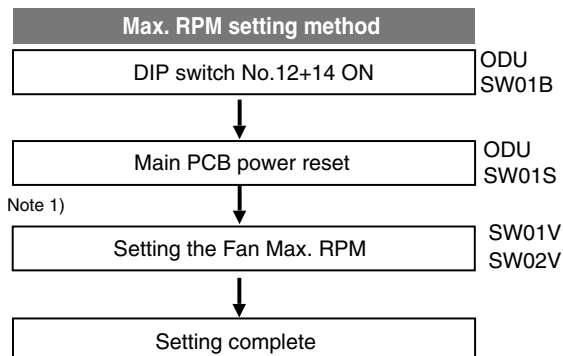 Max. RPM setting method
DIP switch No.12+14 ON
ODU
SW01B
Main PCB power reset
ODU
SW01S
Note 1)
Setting the Fan Max. RPM
SW01V
SW02V
Setting complete